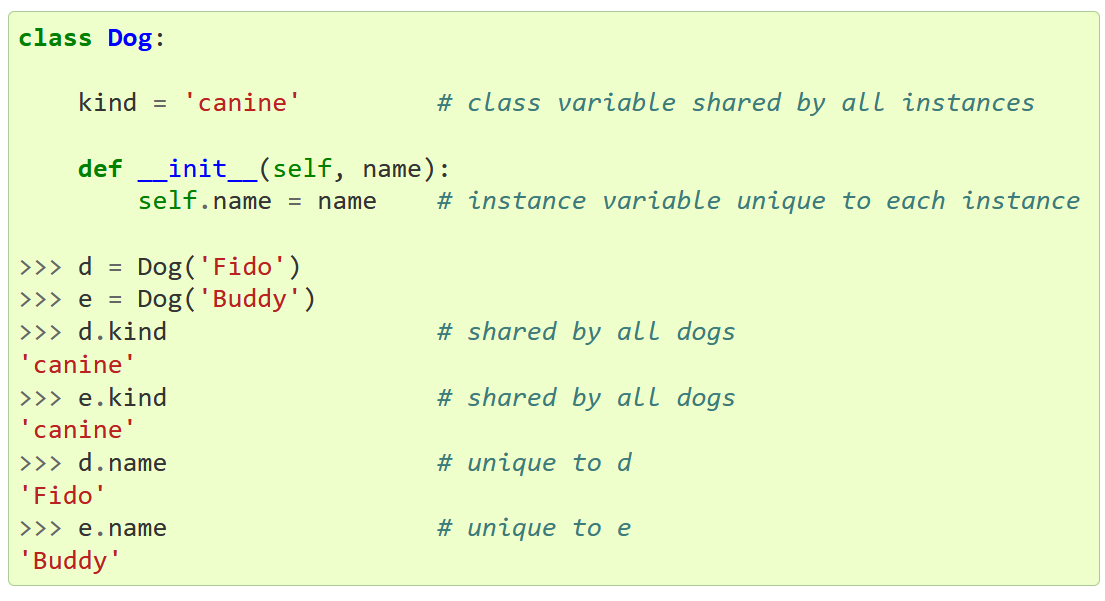 class Dog:

    kind = 'canine'         # class variable shared by all instances

    def __init__(self, name):
        self.name = name    # instance variable unique to each instance

>>> d = Dog('Fido')
>>> e = Dog('Buddy')
>>> d.kind                  # shared by all dogs
'canine'
>>> e.kind                  # shared by all dogs
'canine'
>>> d.name                  # unique to d
'Fido'
>>> e.name                  # unique to e
'Buddy'